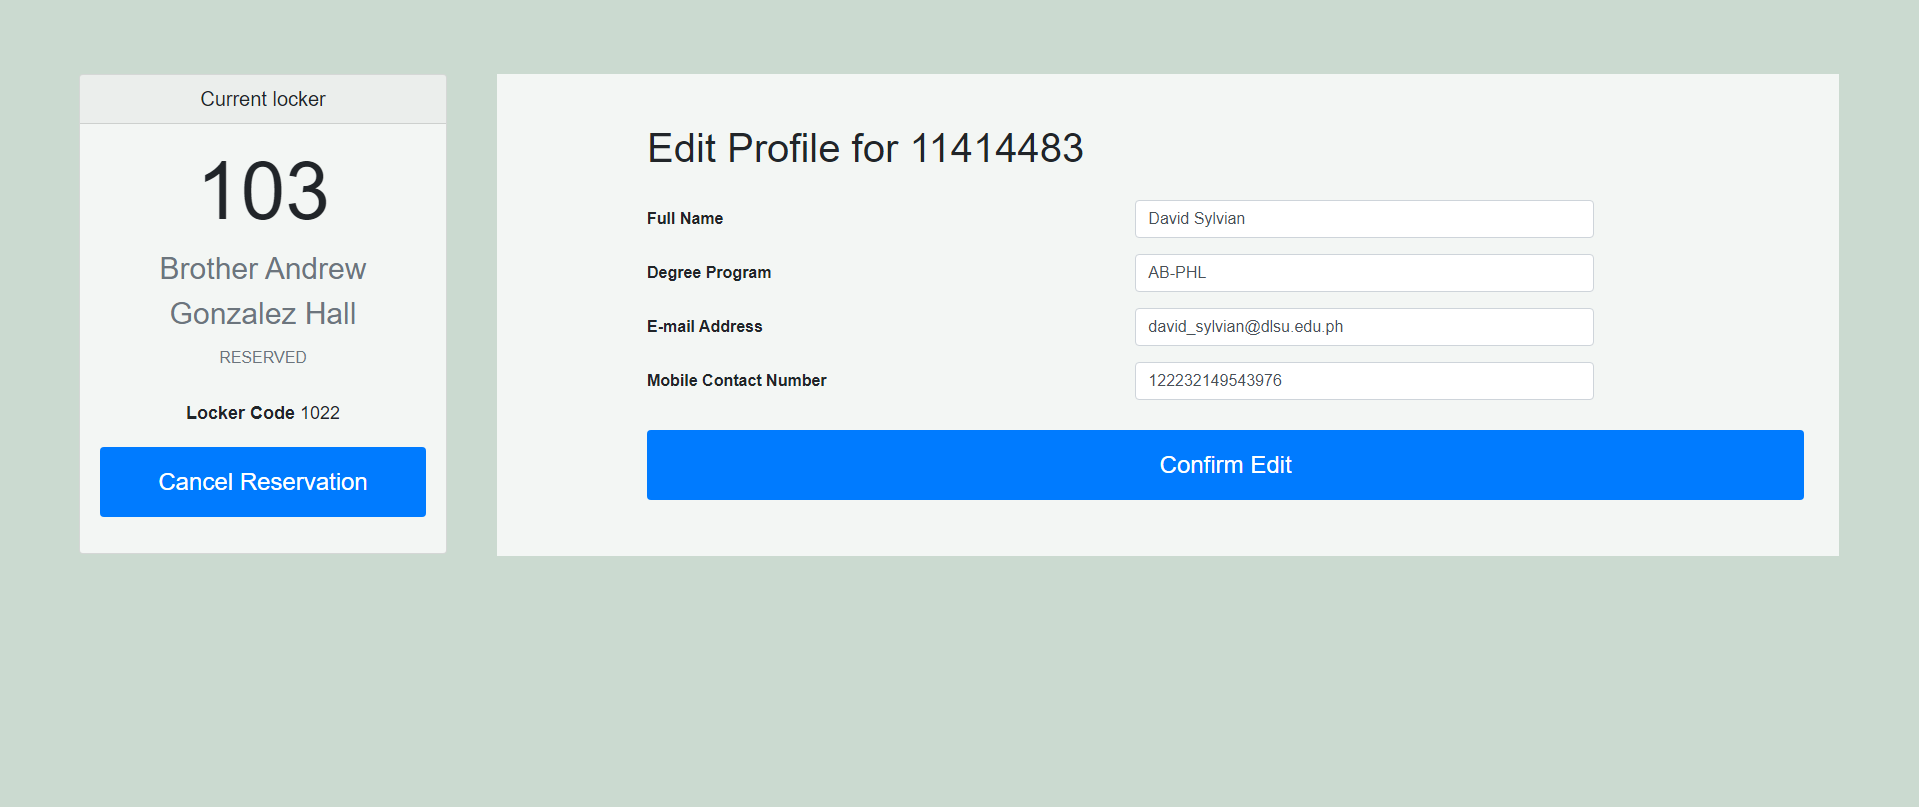 Current locker
103
Brother Andrew
Gonzalez Hall
RESERVED
Locker Code 1022
Cancel Reservation
Edit Profile for 11414483
Full Name
David Sylvian
Degree Program
AB-PHL
E-mail Address
david_sylvian@dlsu.edu.ph
Mobile Contact Number
122232149543976
Confirm Edit